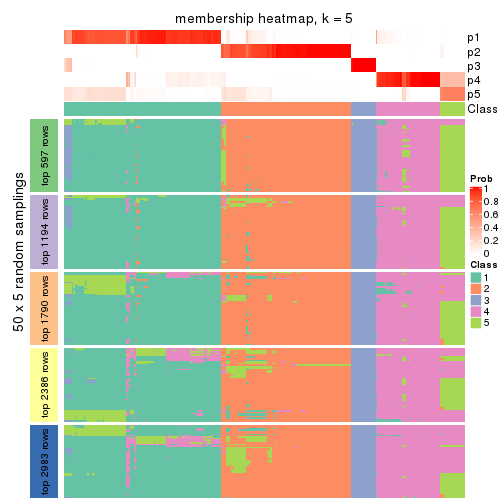 membership heatmap, k = 5
p1
p2
p3
p4
p5
Class
50 x 5 random samplings
top 597 rows
top 1194 rows
top 1790 rows
top 2386 rows
top 2983 rows
Prob
1
0.8
0.6
0.4
0.2
0
Class
1
2
3
4
5